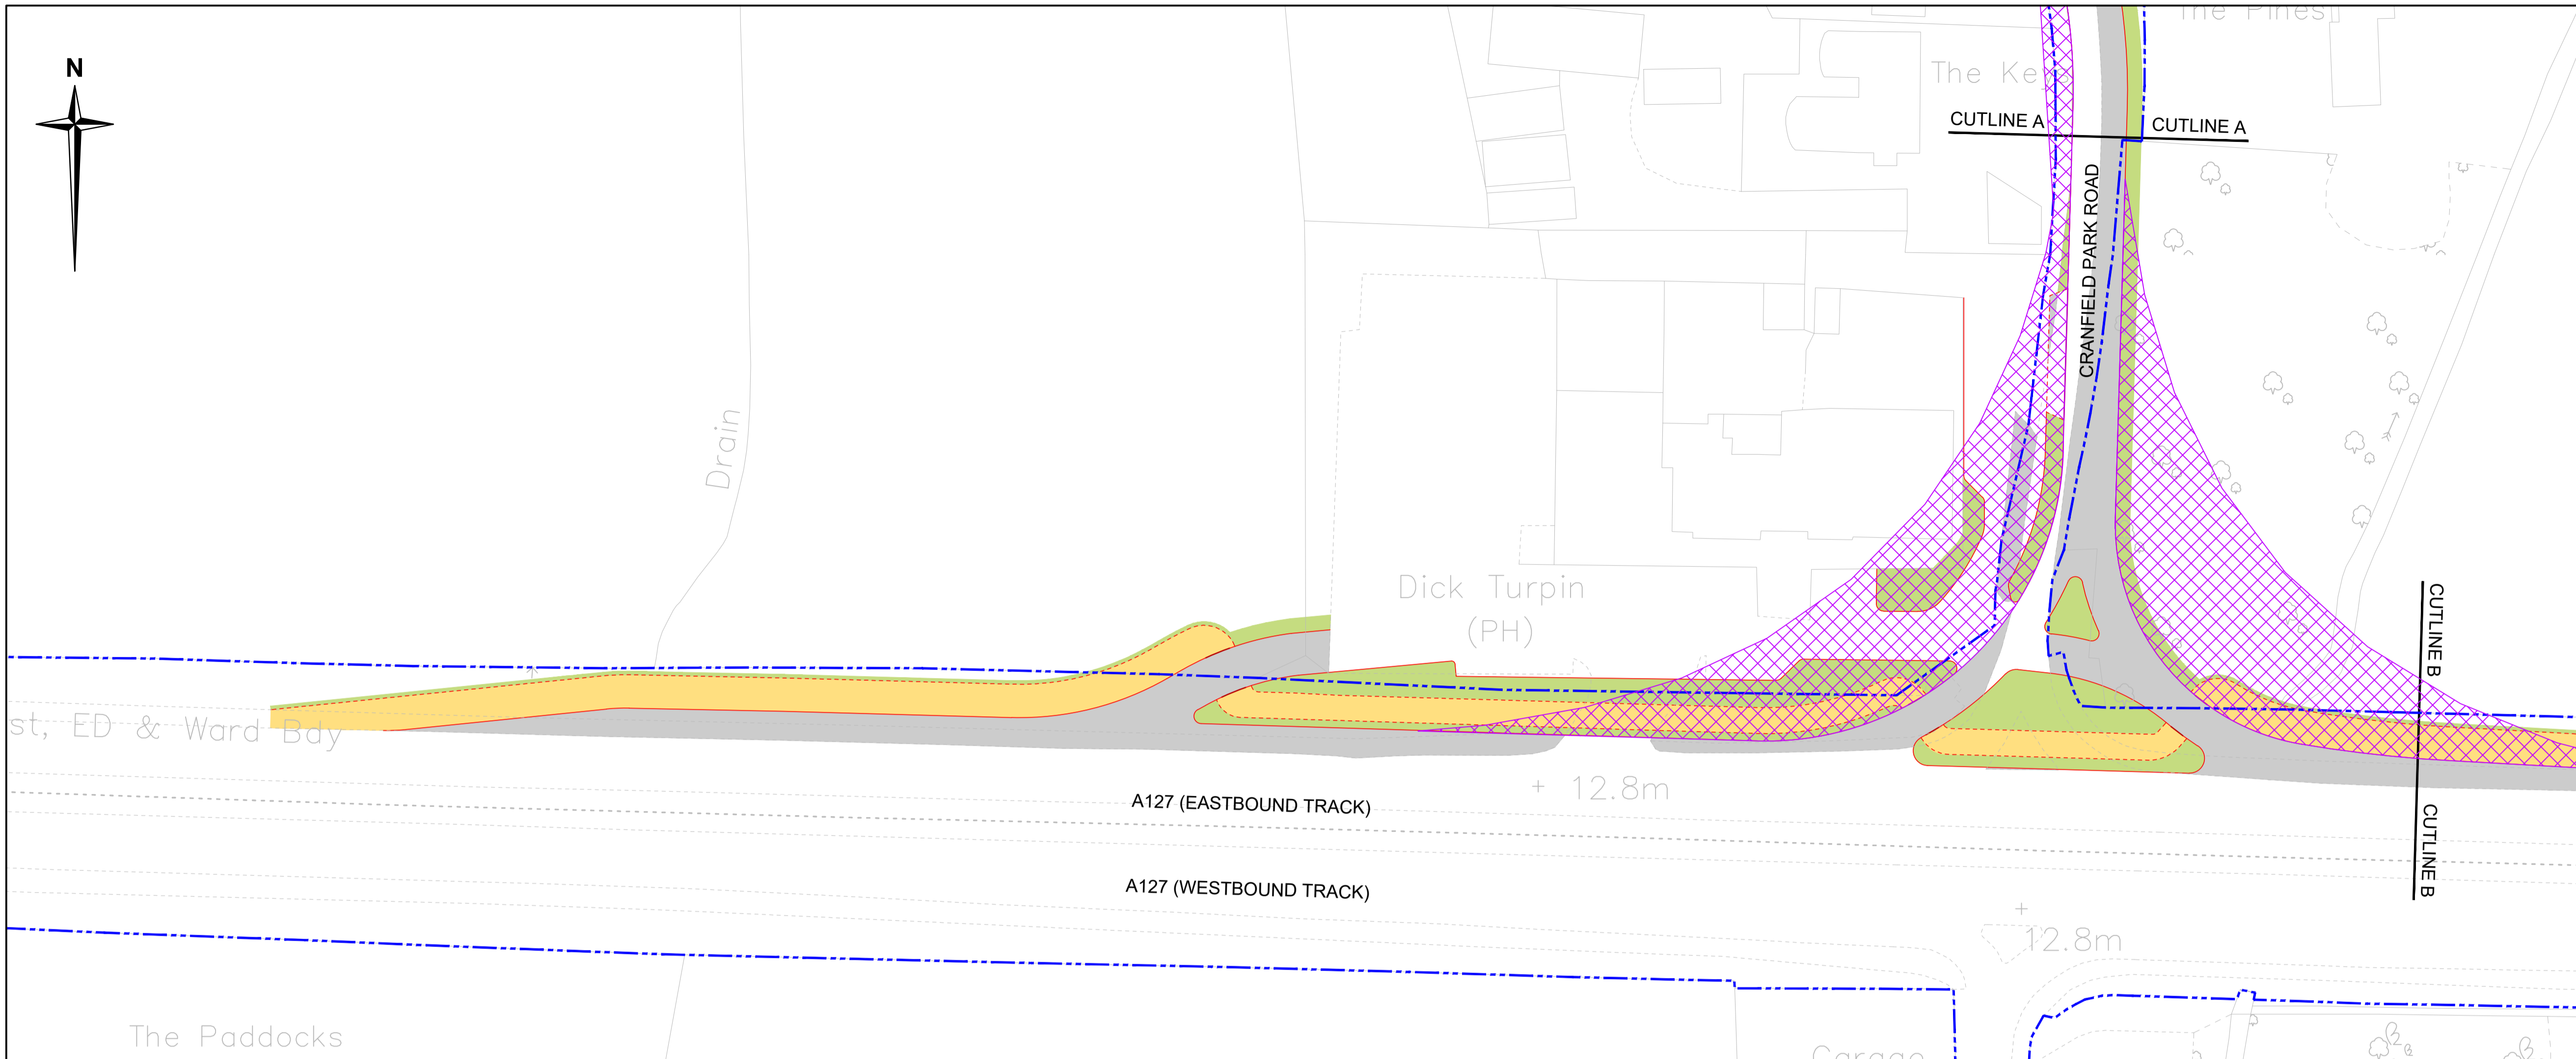 The Pines
N
The Key
CUTLINE A
CUTLINE A
CRANFIELD PARK ROAD
Drain
Dick Turpin
(PH)
CUTLINE B
st, ED & Ward Bdy
+ 12.8m
A127 (EASTBOUND TRACK)
CUTLINE B
A127 (WESTBOUND TRACK)
12.8m
The Paddocks
Garage